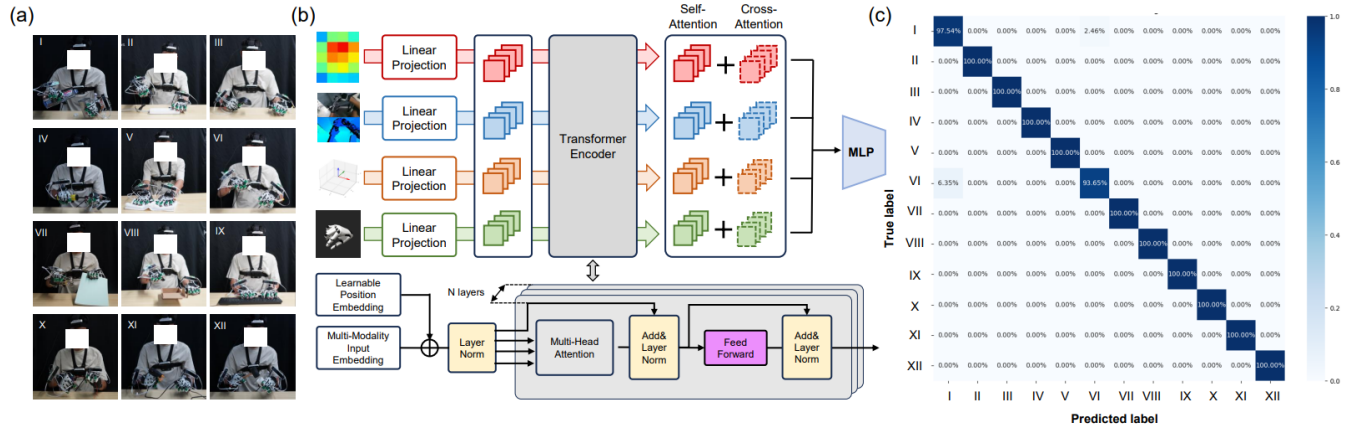 (a)
I
II
III
IV
V
VI
VII
VIII
IX
X
XI
XII
(b)
Self-
Attention
Cross-
Attention
Linear
Projection
Linear
Projection
Linear
Projection
Linear
Projection
Transformer
Encoder
+
+
+
+
MLP
Learnable
Position
Embedding
Multi-Modality
Input
Embedding
N layers
Layer
Norm
Multi-Head
Attention
Add&
Layer
Norm
Feed
Forward
Add&
Layer
Norm
(c)
True label
I 97.54% 0.00% 0.00% 0.00% 0.00% 2.46% 0.00% 0.00% 0.00% 0.00% 0.00% 0.00%
II 0.00% 100.00% 0.00% 0.00% 0.00% 0.00% 0.00% 0.00% 0.00% 0.00% 0.00% 0.00%
III 0.00% 0.00% 100.00% 0.00% 0.00% 0.00% 0.00% 0.00% 0.00% 0.00% 0.00% 0.00%
IV 0.00% 0.00% 0.00% 100.00% 0.00% 0.00% 0.00% 0.00% 0.00% 0.00% 0.00% 0.00%
V 0.00% 0.00% 0.00% 0.00% 100.00% 0.00% 0.00% 0.00% 0.00% 0.00% 0.00% 0.00%
VI 6.35% 0.00% 0.00% 0.00% 0.00% 93.65% 0.00% 0.00% 0.00% 0.00% 0.00% 0.00%
VII 0.00% 0.00% 0.00% 0.00% 0.00% 0.00% 100.00% 0.00% 0.00% 0.00% 0.00% 0.00%
VIII 0.00% 0.00% 0.00% 0.00% 0.00% 0.00% 0.00% 100.00% 0.00% 0.00% 0.00% 0.00%
IX 0.00% 0.00% 0.00% 0.00% 0.00% 0.00% 0.00% 0.00% 100.00% 0.00% 0.00% 0.00%
X 0.00% 0.00% 0.00% 0.00% 0.00% 0.00% 0.00% 0.00% 0.00% 100.00% 0.00% 0.00%
XI 0.00% 0.00% 0.00% 0.00% 0.00% 0.00% 0.00% 0.00% 0.00% 0.00% 100.00% 0.00%
XII 0.00% 0.00% 0.00% 0.00% 0.00% 0.00% 0.00% 0.00% 0.00% 0.00% 0.00% 100.00%
I II III IV V VI VII VIII IX X XI XII
Predicted label
1.0
0.8
0.6
0.4
0.2
0.0